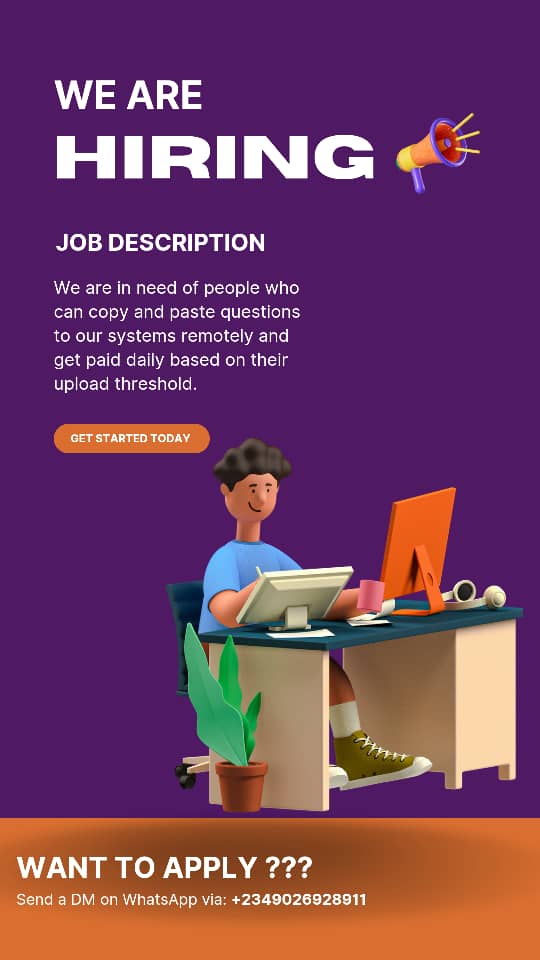 WE ARE
HIRING
JOB DESCRIPTION
We are in need of people who
can copy and paste questions
to our systems remotely and
get paid daily based on their
upload threshold.
GET STARTED TODAY
WANT TO APPLY ???
Send a DM on WhatsApp via: +2349026928911